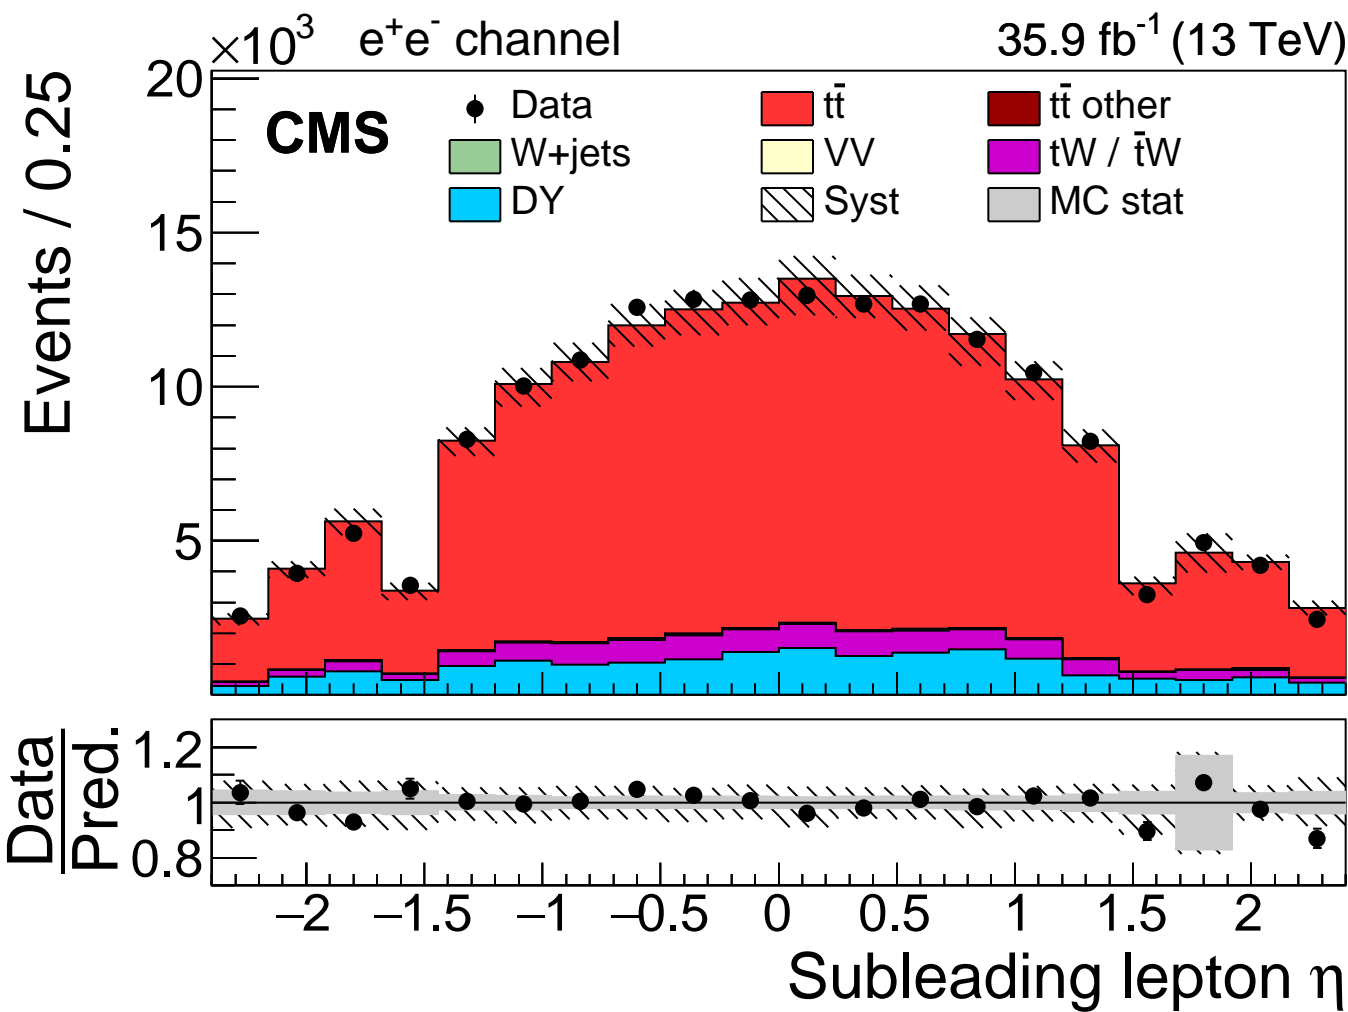 ×10³ e⁺e⁻ channel 35.9 fb⁻¹ (13 TeV)
CMS
Data tt̄ tt̄ other
W+jets VV tW / t̄W
DY Syst MC stat
Events / 0.25
20
15
10
5
Data
Pred.
1.2
1
0.8
−2 −1.5 −1 −0.5 0 0.5 1 1.5 2
Subleading lepton η